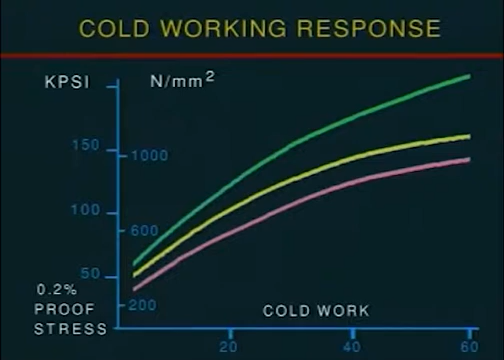 COLD WORKING RESPONSE
KPSI N/mm2
150
1000
100
600
50
0.2%
PROOF
STRESS
200
COLD WORK
20 40 60